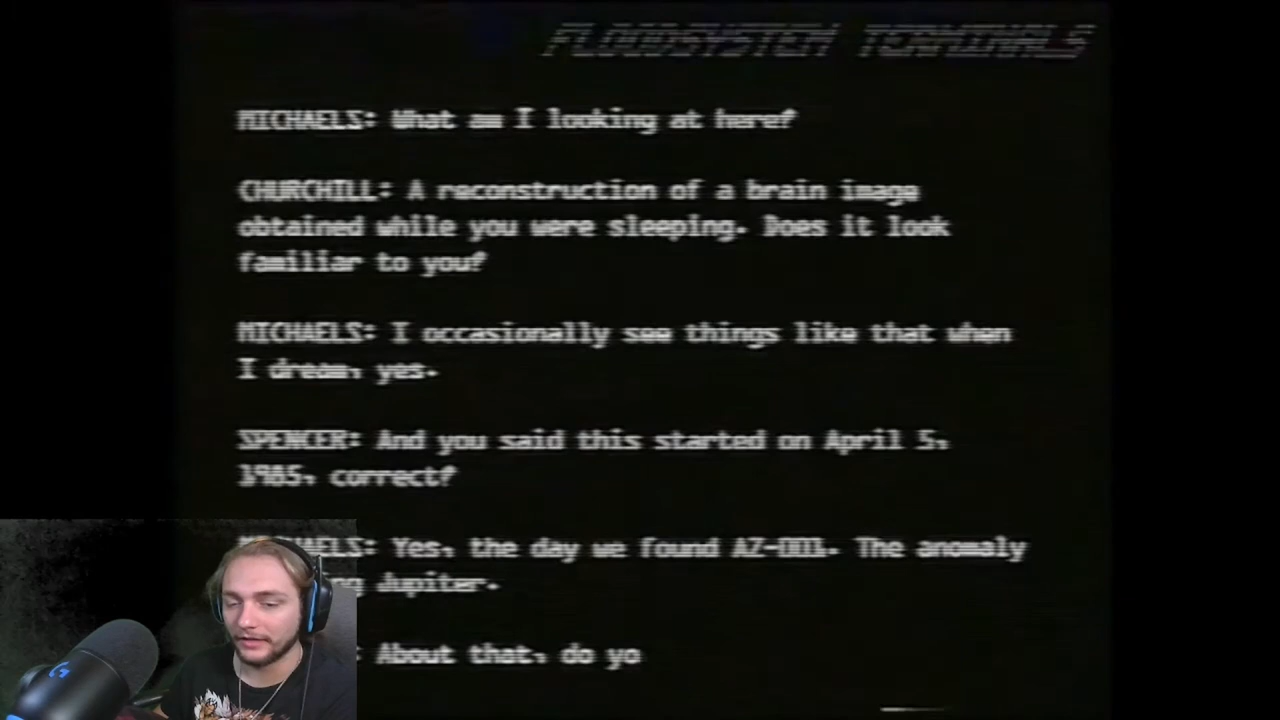 FLOODSYSTEM TERMINALS
MICHAELS: What am I looking at here?
CHURCHILL: A reconstruction of a brain image
obtained while you were sleeping. Does it look
familiar to you?
MICHAELS: I occasionally see things like that when
I dream, yes.
SPENCER: And you said this started on April 5,
1985, correct?
AELS: Yes, the day we found AZ-001. The anomaly
ng Jupiter.
: About that, do yo